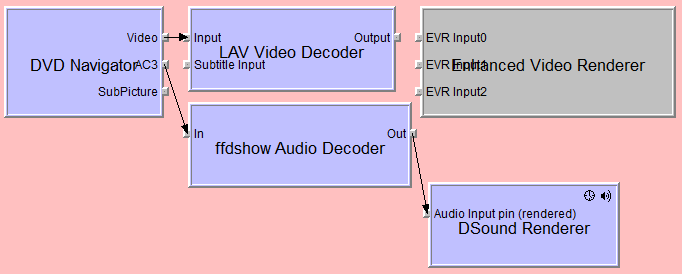 Video
AC3
SubPicture
DVD Navigator
Input
Subtitle Input
Output
LAV Video Decoder
EVR Input0
EVR Input1
EVR Input2
Enhanced Video Renderer
In
Out
ffdshow Audio Decoder
Audio Input pin (rendered)
DSound Renderer